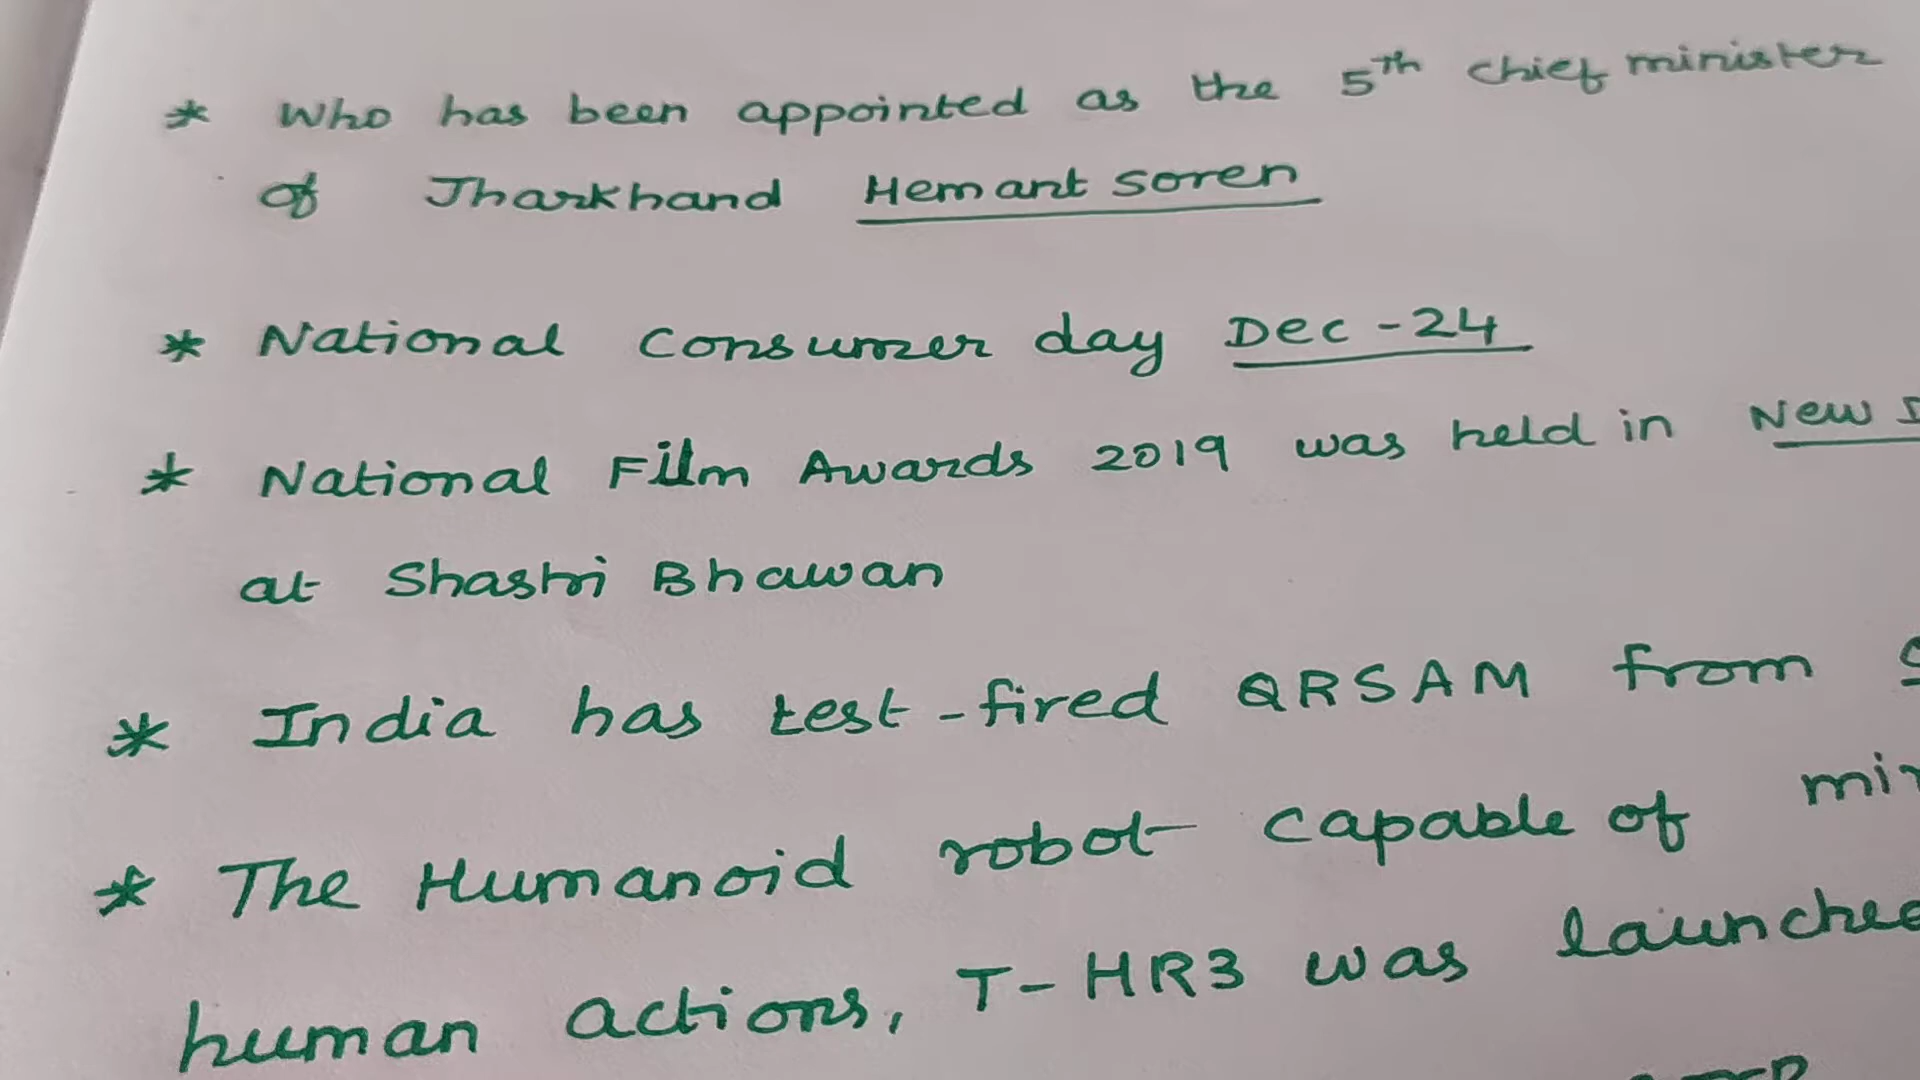 * Who has been appointed as the 5th chief minister
of Jharkhand Hemant Soren
* National Consumer day Dec-24
* National Film Awards 2019 was held in New
at Shastri Bhawan
* India has test-fired QRSAM from
* The Humanoid robot capable of
human actions, T-HR3 was